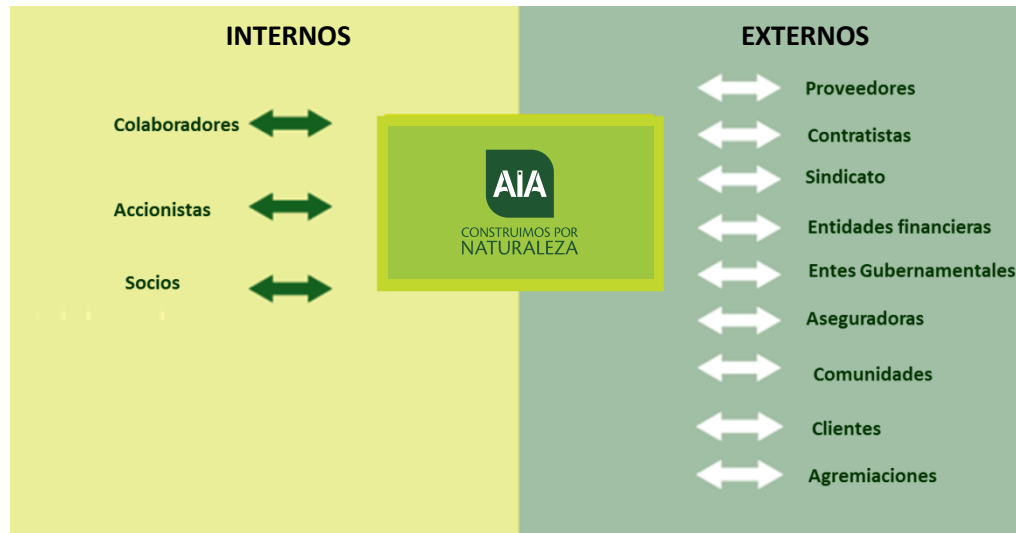 INTERNOS
Colaboradores
Accionistas
Socios
AIA
CONSTRUIMOS POR
NATURALEZA
EXTERNOS
Proveedores
Contratistas
Sindicato
Entidades financieras
Entes Gubernamentales
Aseguradoras
Comunidades
Clientes
Agremiaciones